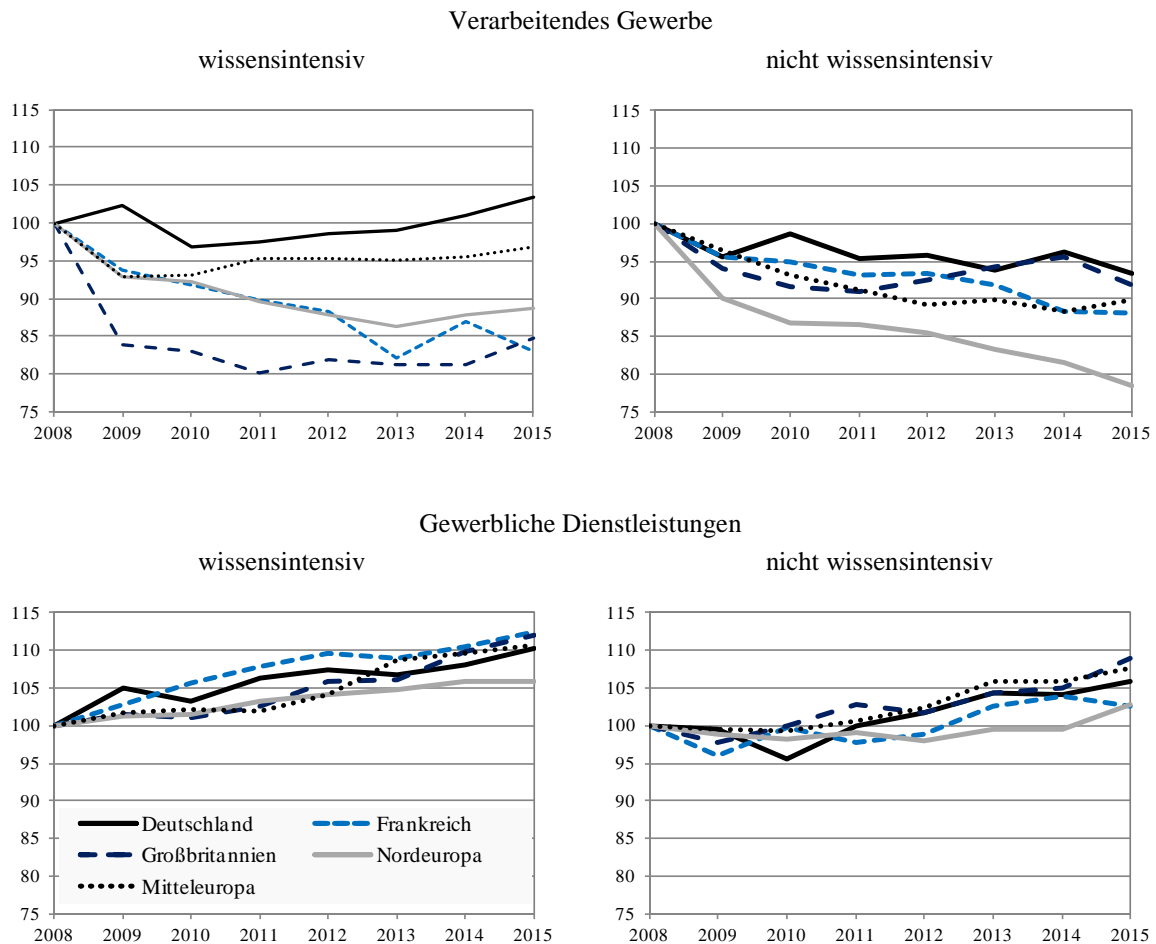 Verarbeitendes Gewerbe
wissensintensiv
nicht wissensintensiv
115
110
105
100
95
90
85
80
75
2008 2009 2010 2011 2012 2013 2014 2015
115
110
105
100
95
90
85
80
75
2008 2009 2010 2011 2012 2013 2014 2015
Gewerbliche Dienstleistungen
wissensintensiv
nicht wissensintensiv
115
110
105
100
95
90
85
80
75
2008 2009 2010 2011 2012 2013 2014 2015
Deutschland Frankreich
Großbritannien Nordeuropa
Mitteleuropa
115
110
105
100
95
90
85
80
75
2008 2009 2010 2011 2012 2013 2014 2015